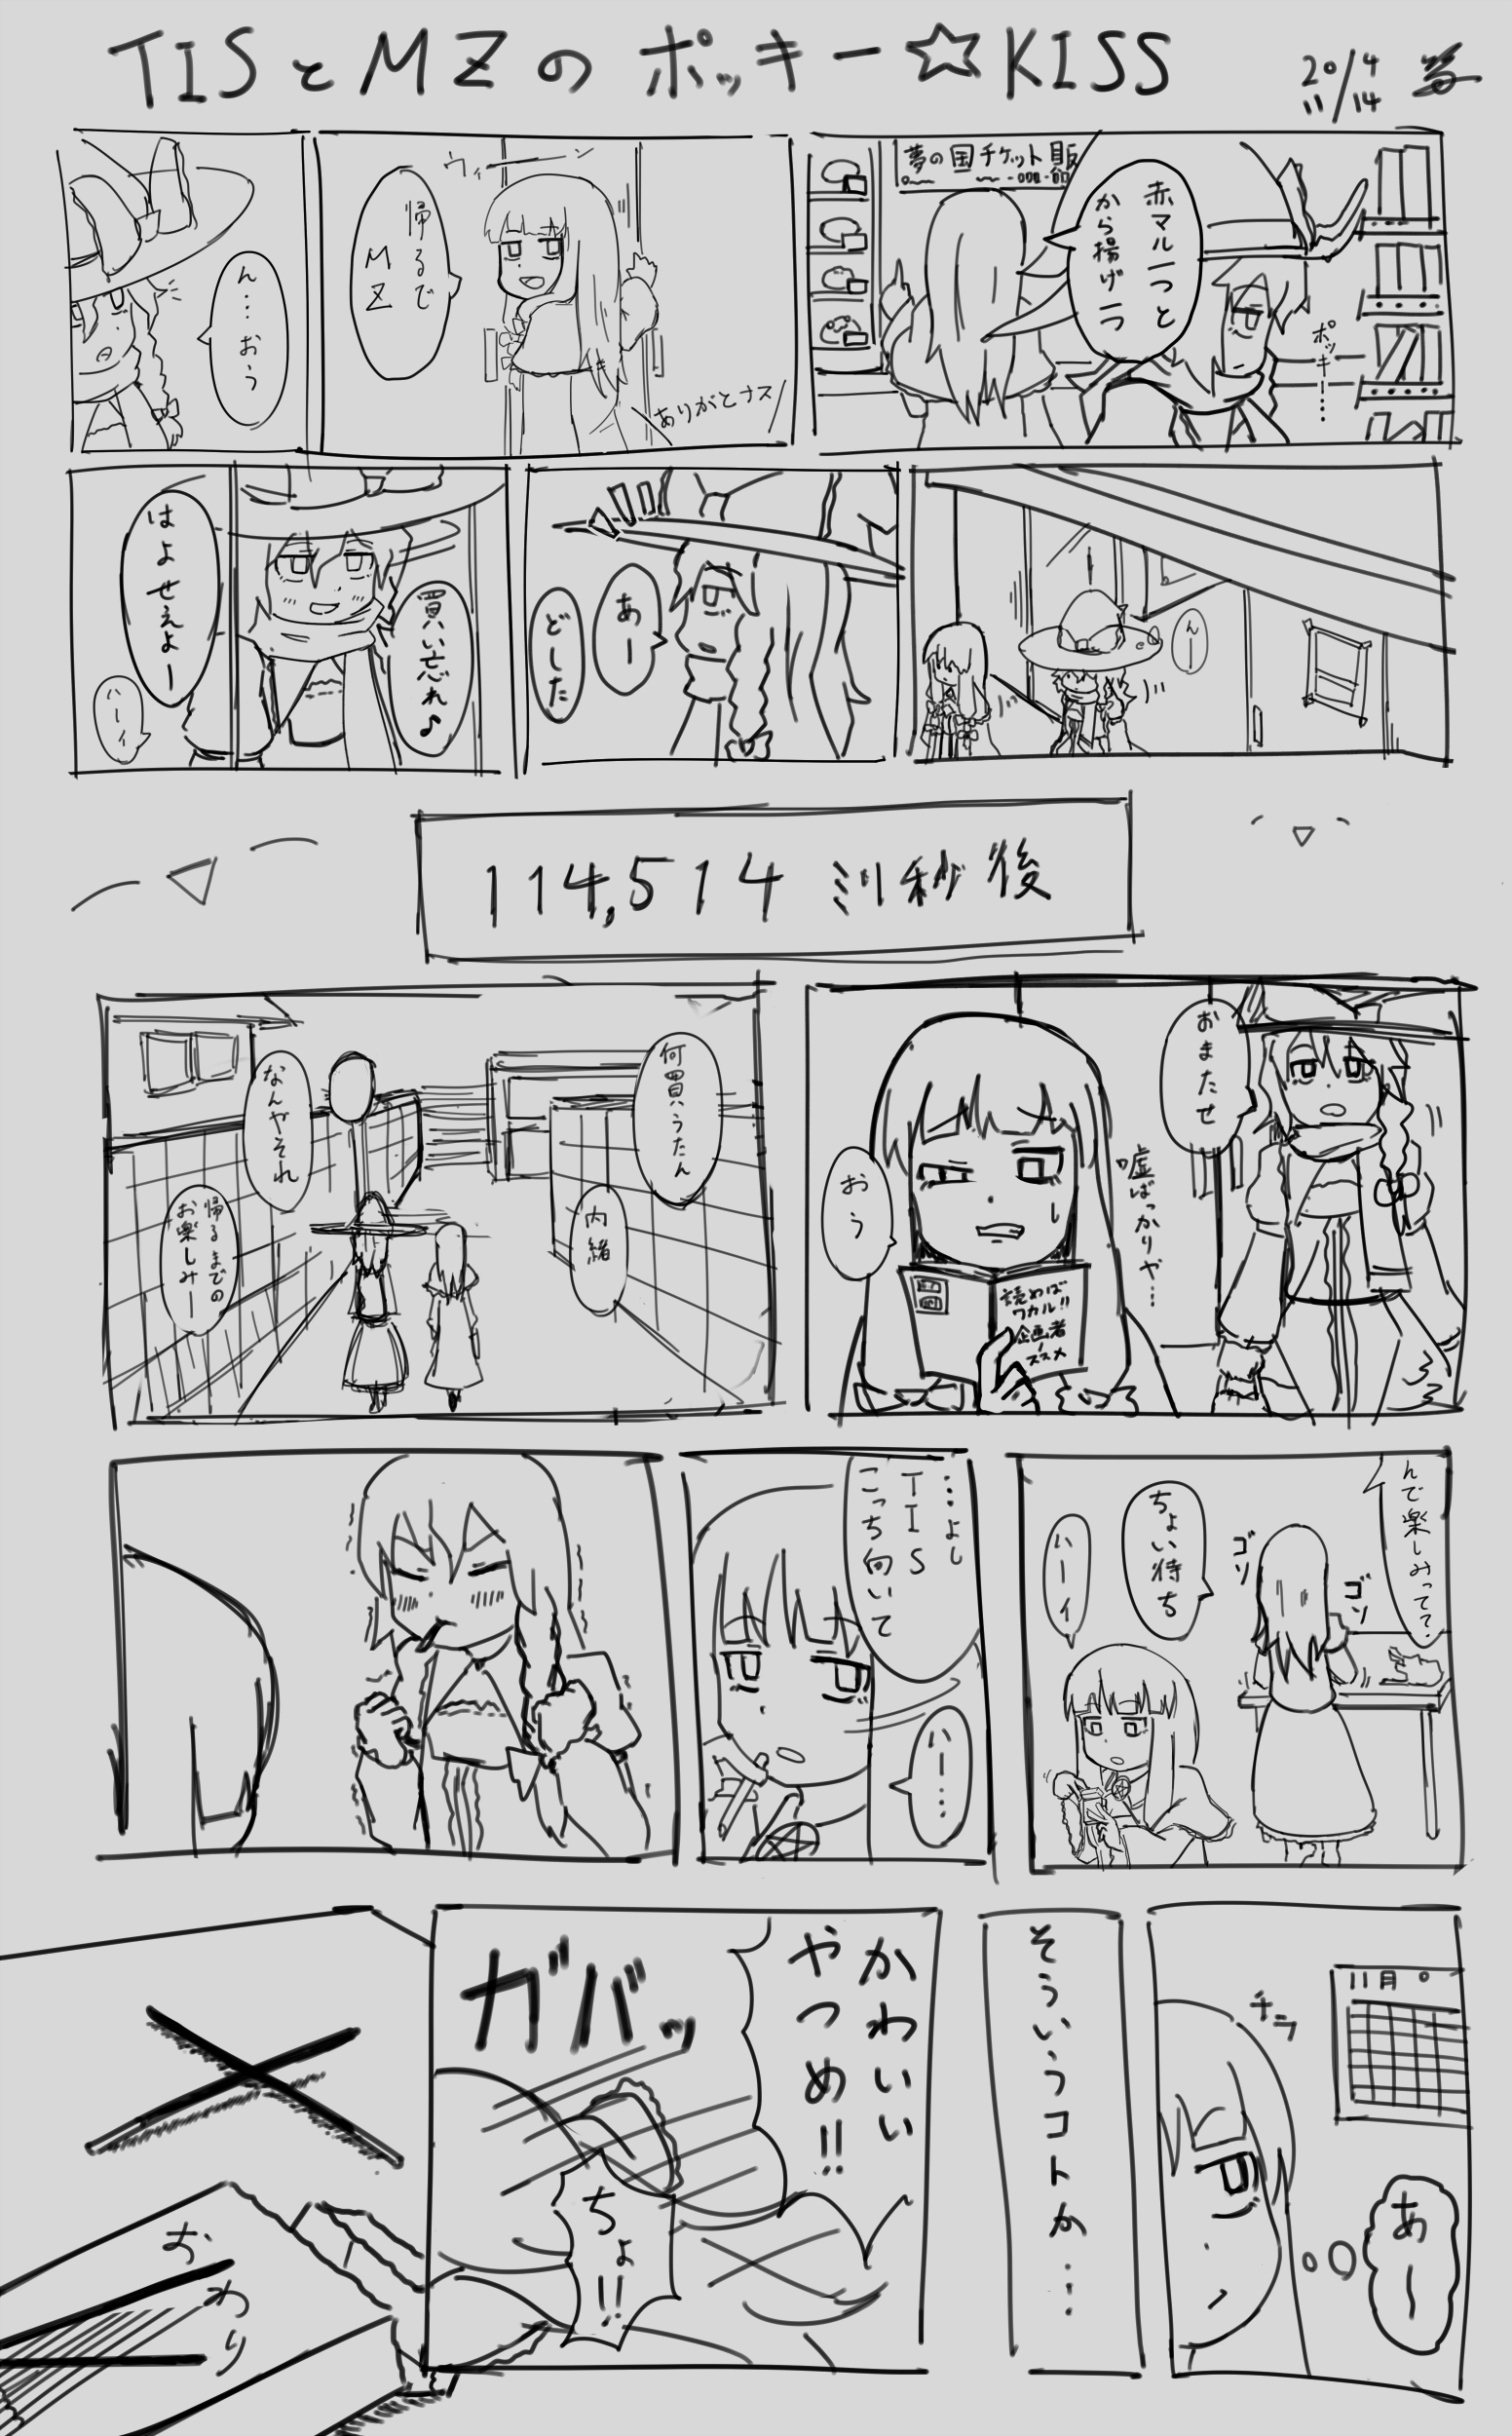 TISとMZのポッキー☆KISS
2014
11/14
夢の国チケット販
赤マル一つと
から揚げ一つ
ポッキー……
ウィーン
帰るで
MZ
ありがとナス
ん…おう
んー
あー
どした
買い忘れ♪
はよせえよー
ハーイ
114,514ミリ秒後
おまたせ
嘘ばっかりや…
おう
読めば
ワカル!!
企画者
ノススメ
何買うたん
内緒
なんやそれ
帰るまでの
お楽しみー
んで楽しみって?
ゴソ
ゴソ
ちょい待ち
ハーイ
…よし
TIS
こっち向いて
ハー…
11月
チラ
あー
そういうコトか…
かわいい
やつめ!!
ガバッ
ちょ!!
おわり